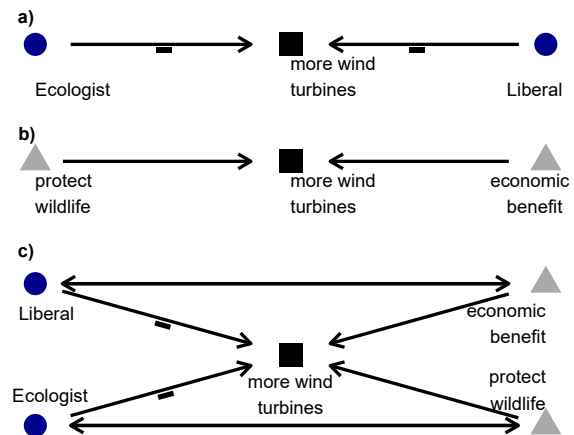 a)
more wind
Ecologist turbines Liberal
b)
protect more wind economic
wildlife turbines benefit
c)
Liberal economic
benefit
protect
Ecologist more wind wildlife
turbines